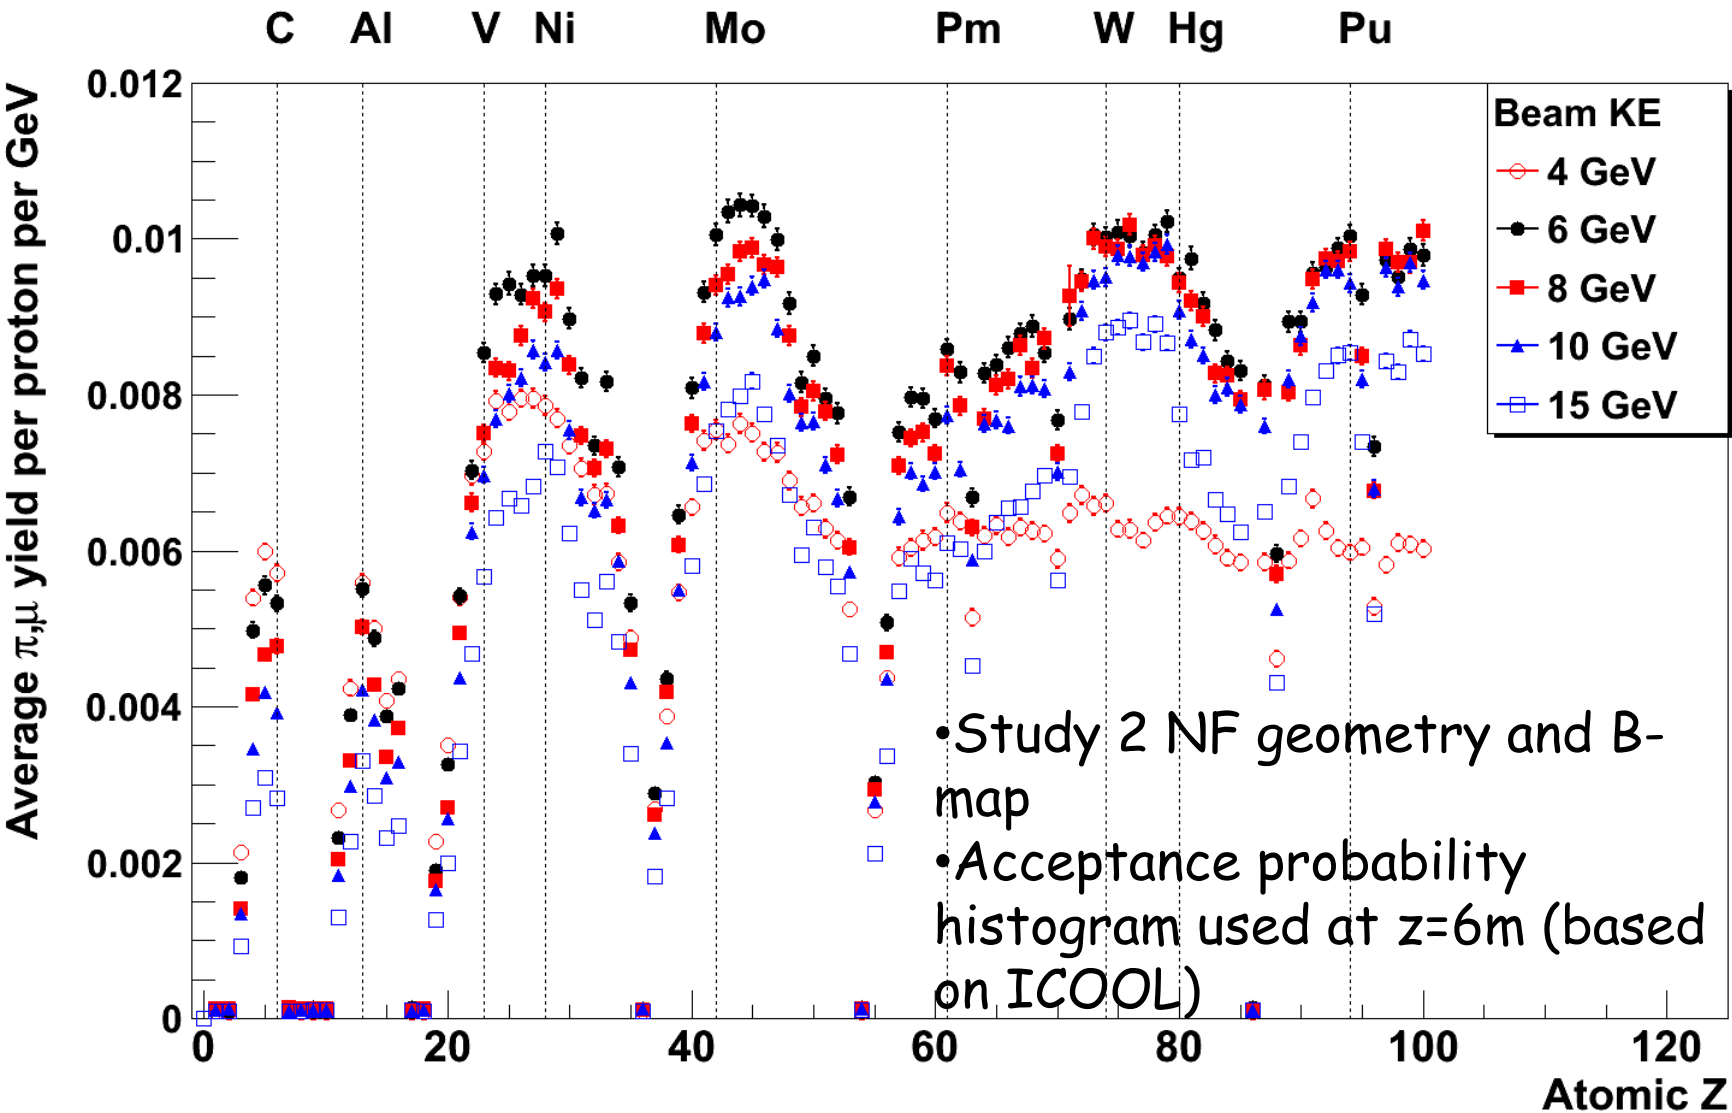 C Al V Ni Mo Pm W Hg Pu
Average π,μ yield per proton per GeV
0.012
0.01
0.008
0.006
0.004
0.002
0
Beam KE
4 GeV
6 GeV
8 GeV
10 GeV
15 GeV
•Study 2 NF geometry and B-
map
•Acceptance probability
histogram used at z=6m (based
on ICOOL)
0 20 40 60 80 100 120
Atomic Z